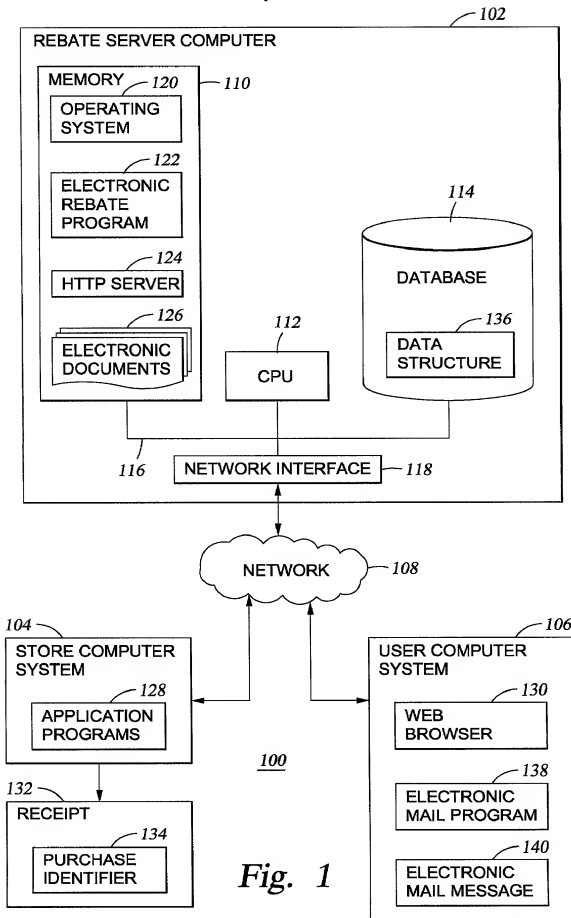 102
REBATE SERVER COMPUTER
MEMORY
110
120
OPERATING
SYSTEM
122
ELECTRONIC
REBATE
PROGRAM
124
HTTP SERVER
126
ELECTRONIC
DOCUMENTS
112
CPU
114
DATABASE
136
DATA
STRUCTURE
116
NETWORK INTERFACE
118
NETWORK
108
104
STORE COMPUTER
SYSTEM
128
APPLICATION
PROGRAMS
132
RECEIPT
134
PURCHASE
IDENTIFIER
100
Fig. 1
106
USER COMPUTER
SYSTEM
130
WEB
BROWSER
138
ELECTRONIC
MAIL PROGRAM
140
ELECTRONIC
MAIL MESSAGE